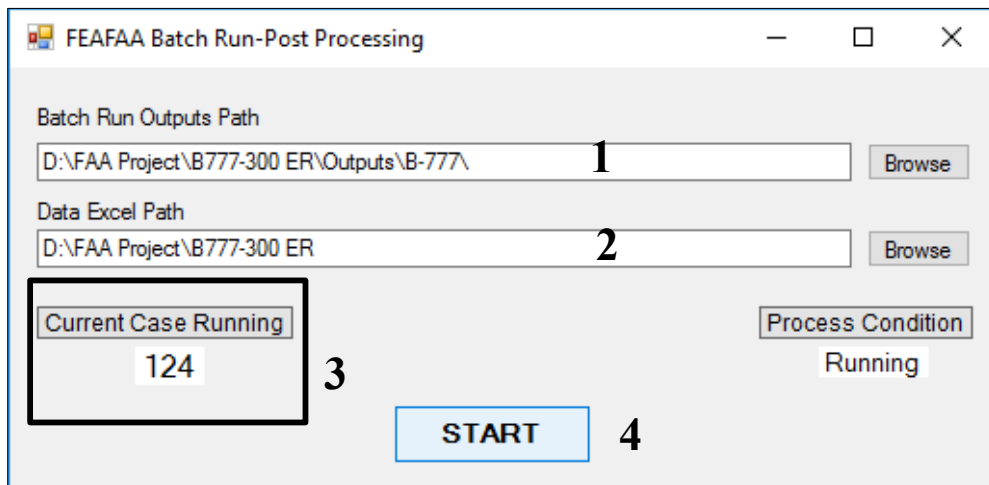 FEAFAA Batch Run-Post Processing
Batch Run Outputs Path
D:\FAA Project\B777-300 ER\Outputs\B-777\ 1 Browse
Data Excel Path
D:\FAA Project\B777-300 ER 2 Browse
Current Case Running Process Condition
124 3 Running
START 4